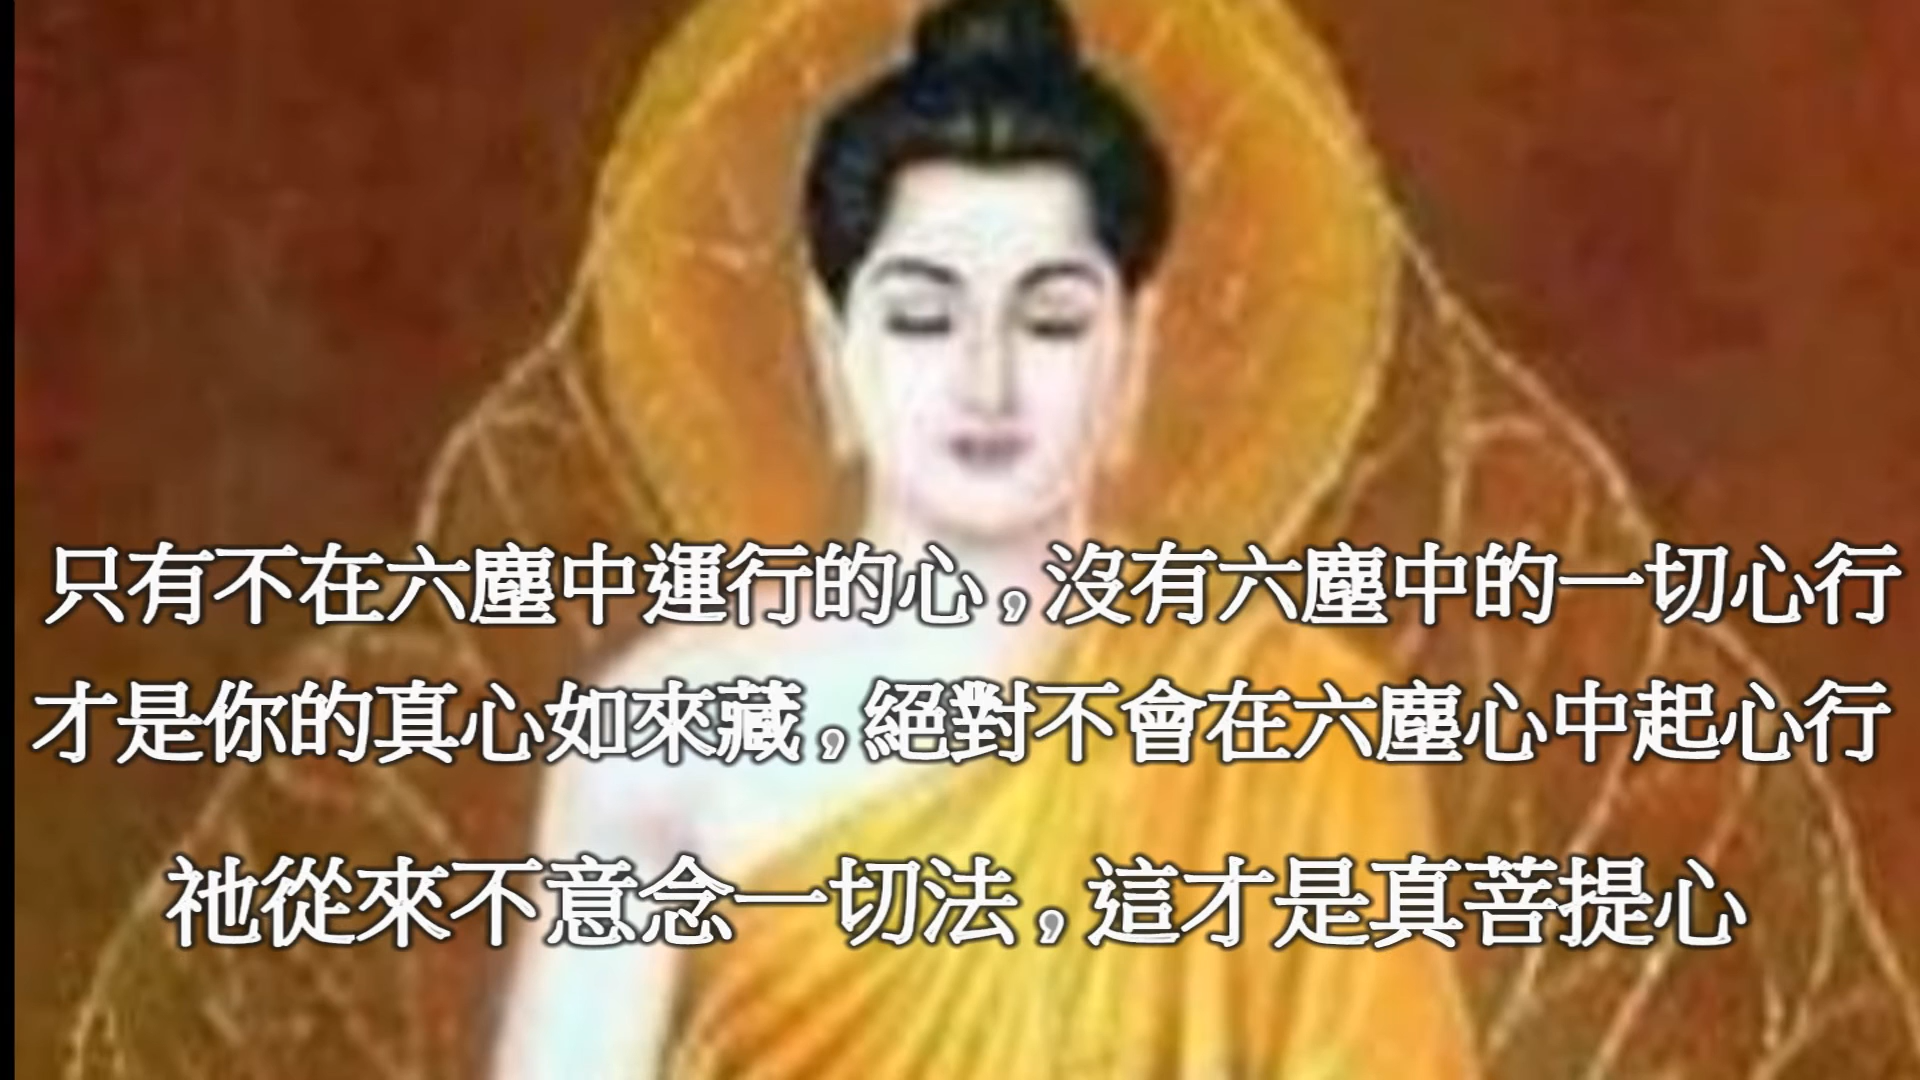 只有不在六塵中運行的心，沒有六塵中的一切心行
才是你的真心如來藏，絕對不會在六塵心中起心行
祂從來不意念一切法，這才是真菩提心